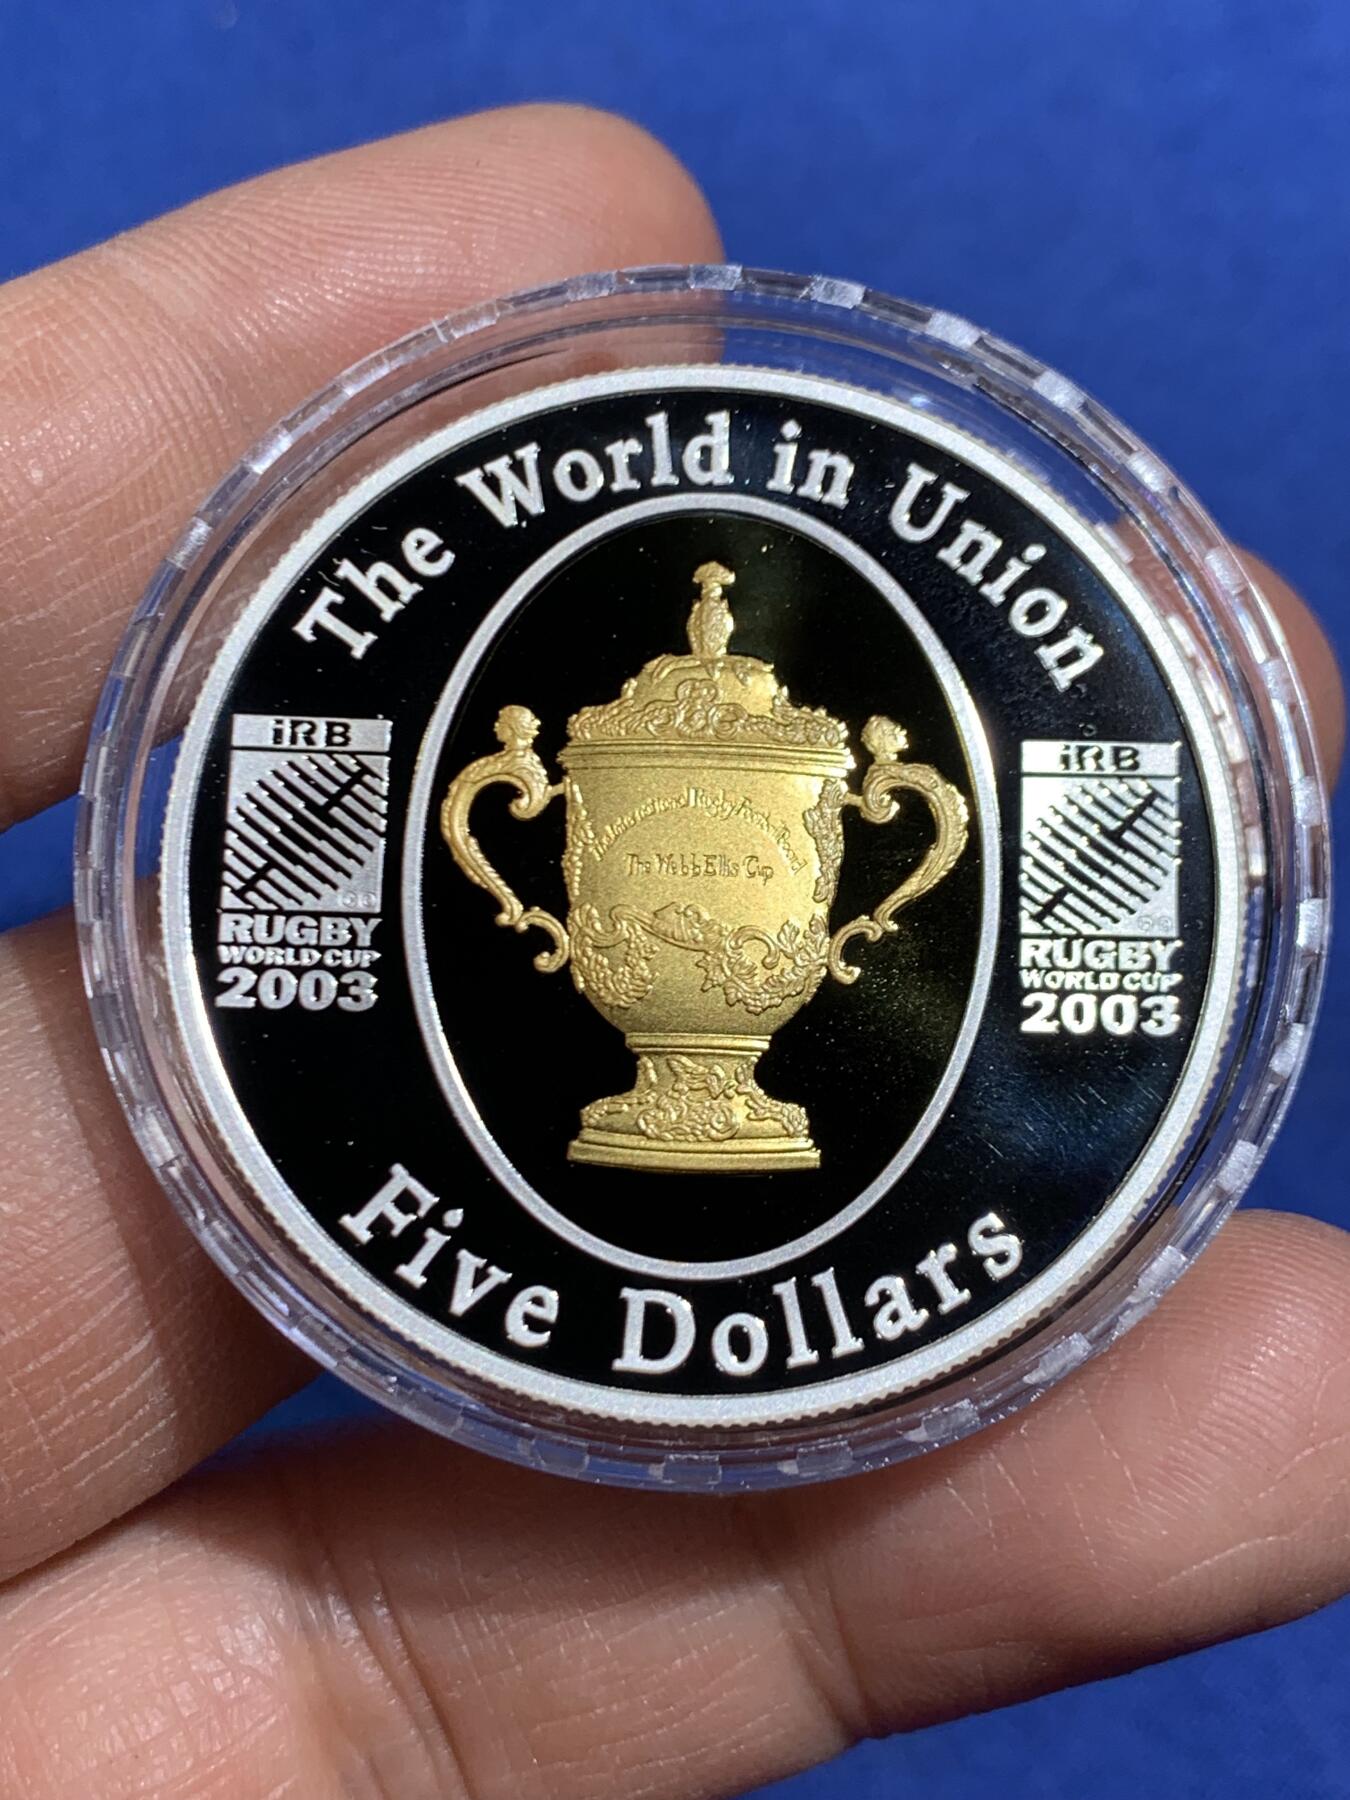 The World in Union
iRB
RUGBY
WORLD CUP
2003
The International Rugby Football Board
The Webb Ellis Cup
iRB
RUGBY
WORLD CUP
2003
Five Dollars